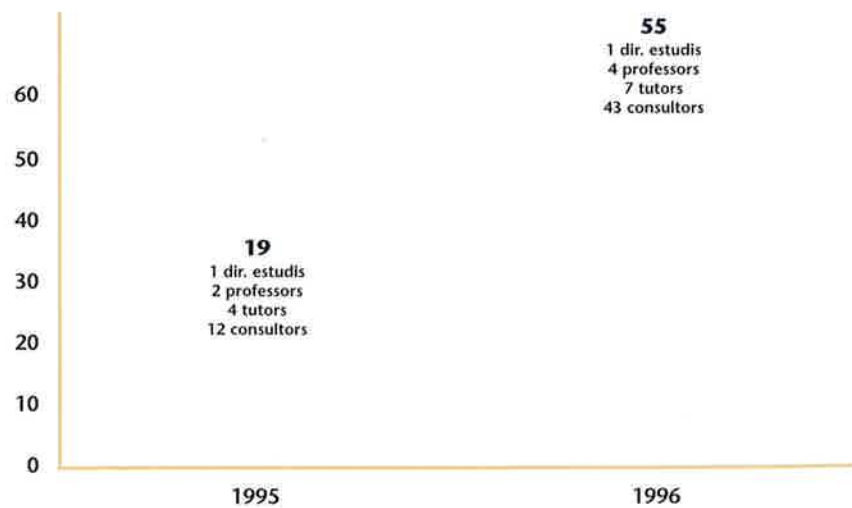 55
1 dir. estudis
4 professors
7 tutors
43 consultors
60
50
40
19
1 dir. estudis
2 professors
4 tutors
12 consultors
30
20
10
0
1995
1996